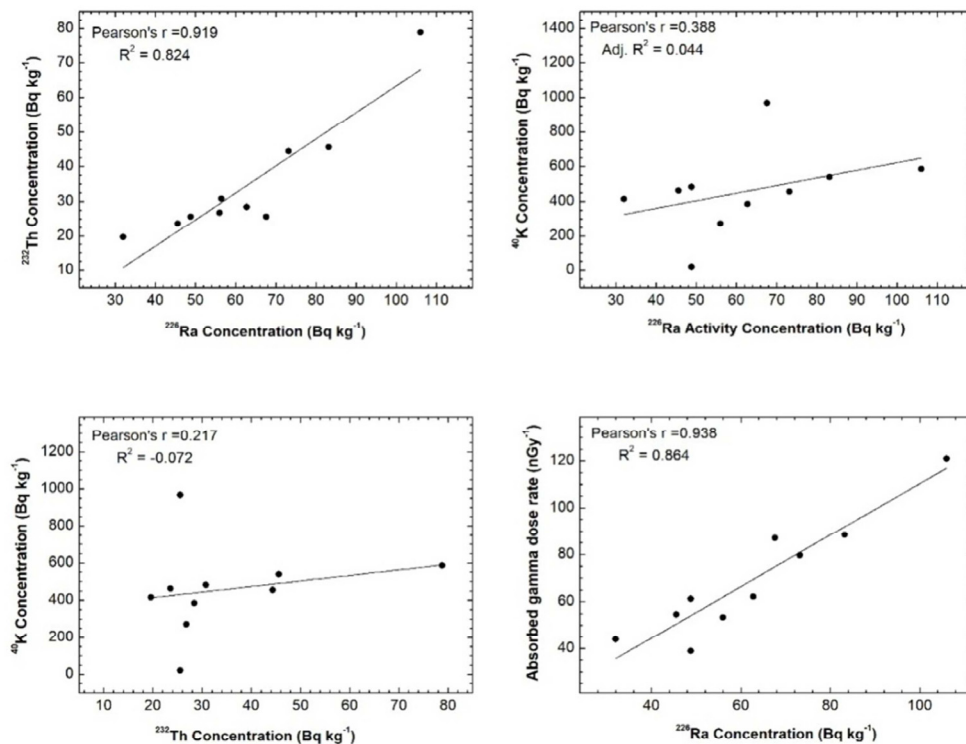 Pearson's r =0.919
R² = 0.824
80
70
60
50
40
30
20
10
30 40 50 60 70 80 90 100 110
²³²Th Concentration (Bq kg⁻¹)
²²⁶Ra Concentration (Bq kg⁻¹)
Pearson's r =0.388
Adj. R² = 0.044
1400
1200
1000
800
600
400
200
0
30 40 50 60 70 80 90 100 110
⁴⁰K Concentration (Bq kg⁻¹)
²²⁶Ra Activity Concentration (Bq kg⁻¹)
Pearson's r =0.217
R² = -0.072
1200
1000
800
600
400
200
0
10 20 30 40 50 60 70 80
⁴⁰K Concentration (Bq kg⁻¹)
²³²Th Concentration (Bq kg⁻¹)
Pearson's r =0.938
R² = 0.864
120
100
80
60
40
40 60 80 100
Absorbed gamma dose rate (nGy⁻¹)
²²⁶Ra Concentration (Bq kg⁻¹)